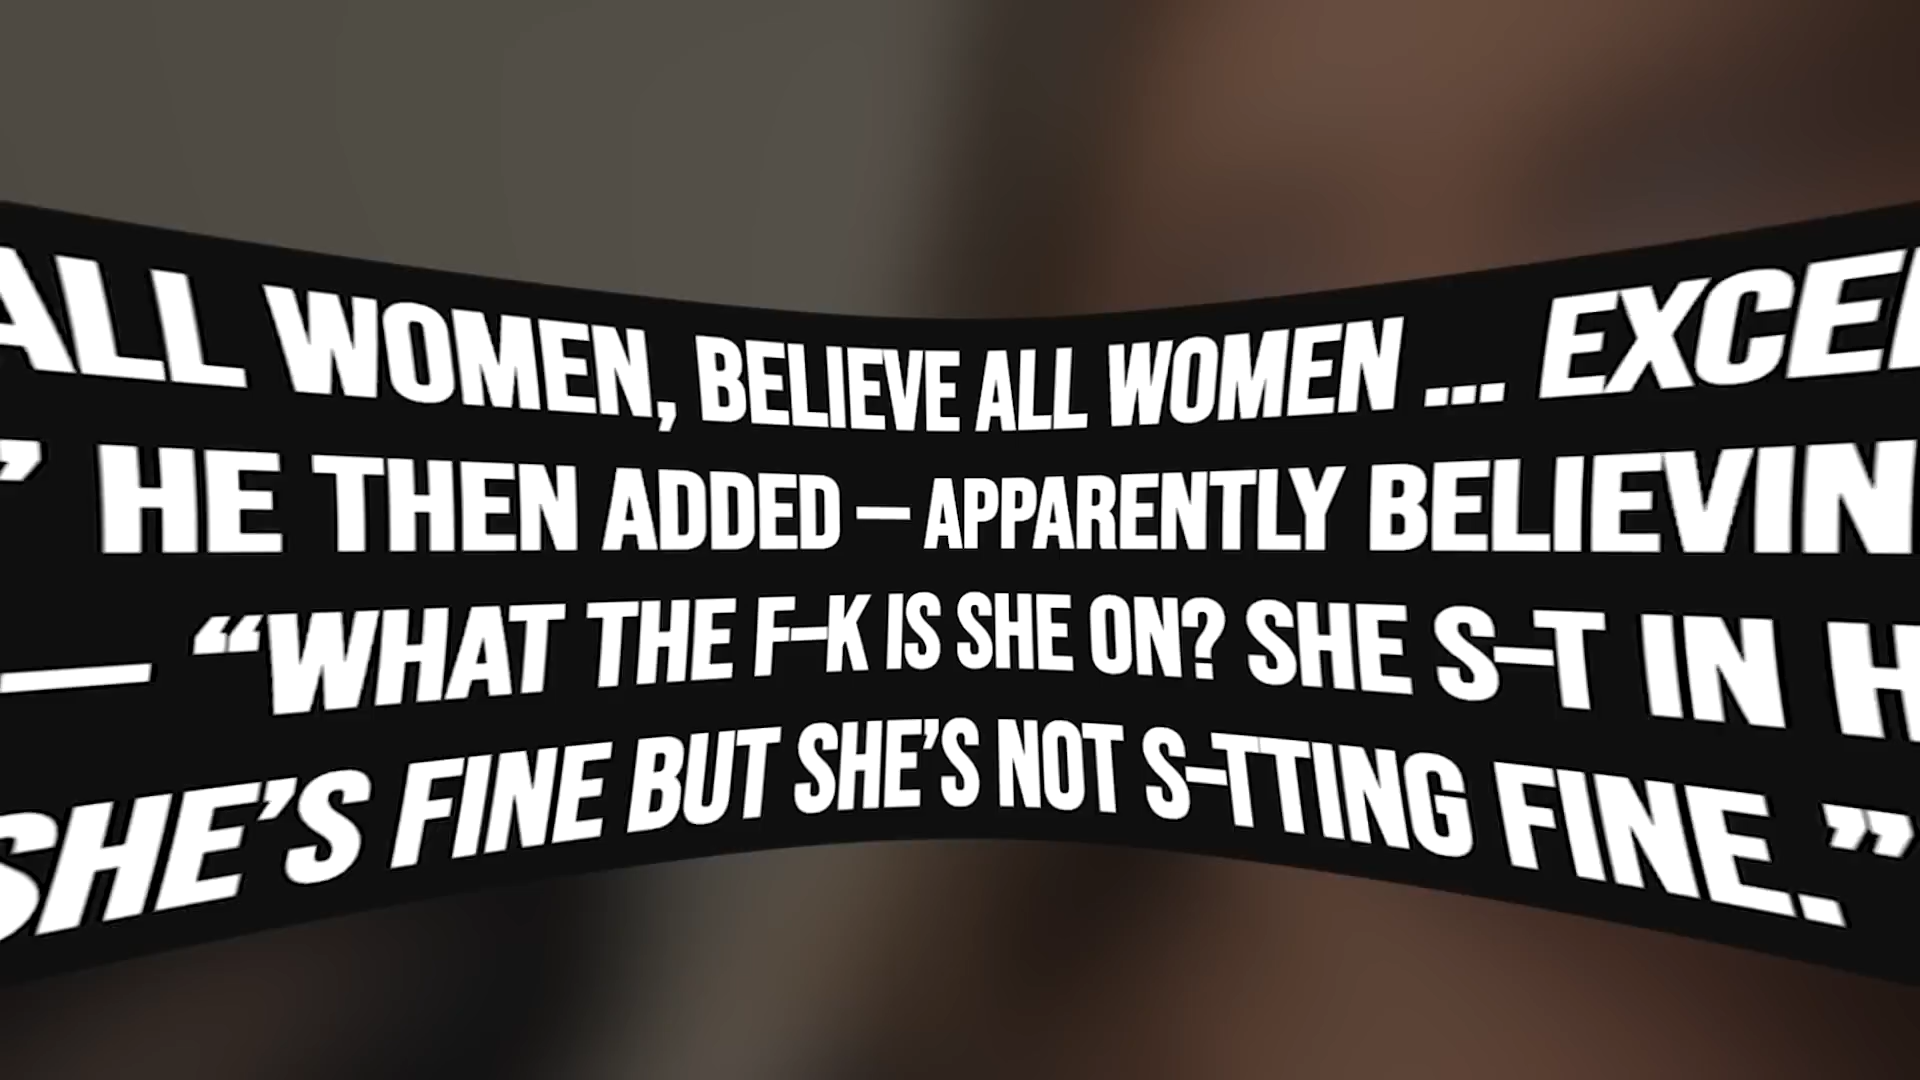 ALL WOMEN, BELIEVE ALL WOMEN ... EXCE
” HE THEN ADDED — APPARENTLY BELIEVIN
— “WHAT THE F–K IS SHE ON? SHE S–T IN H
SHE’S FINE BUT SHE’S NOT S–TTING FINE.”